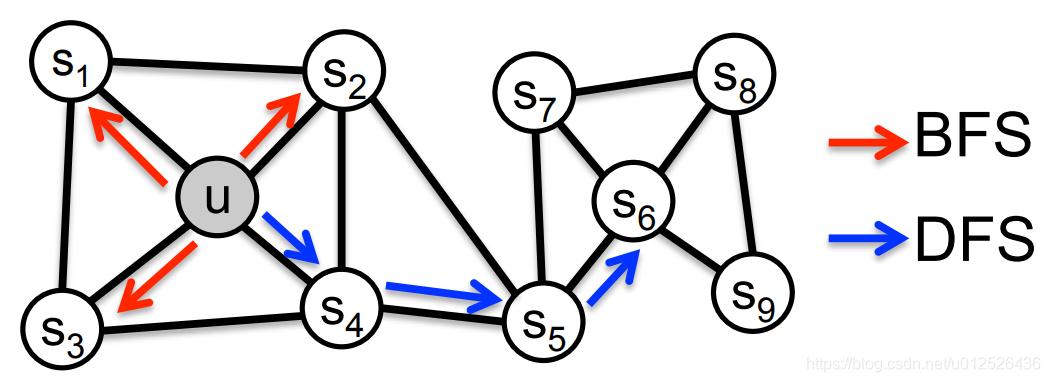 s1
s2
s7
s8
BFS
u
s6
DFS
s3
s4
s5
s9
https://blog.csdn.net/u012526436